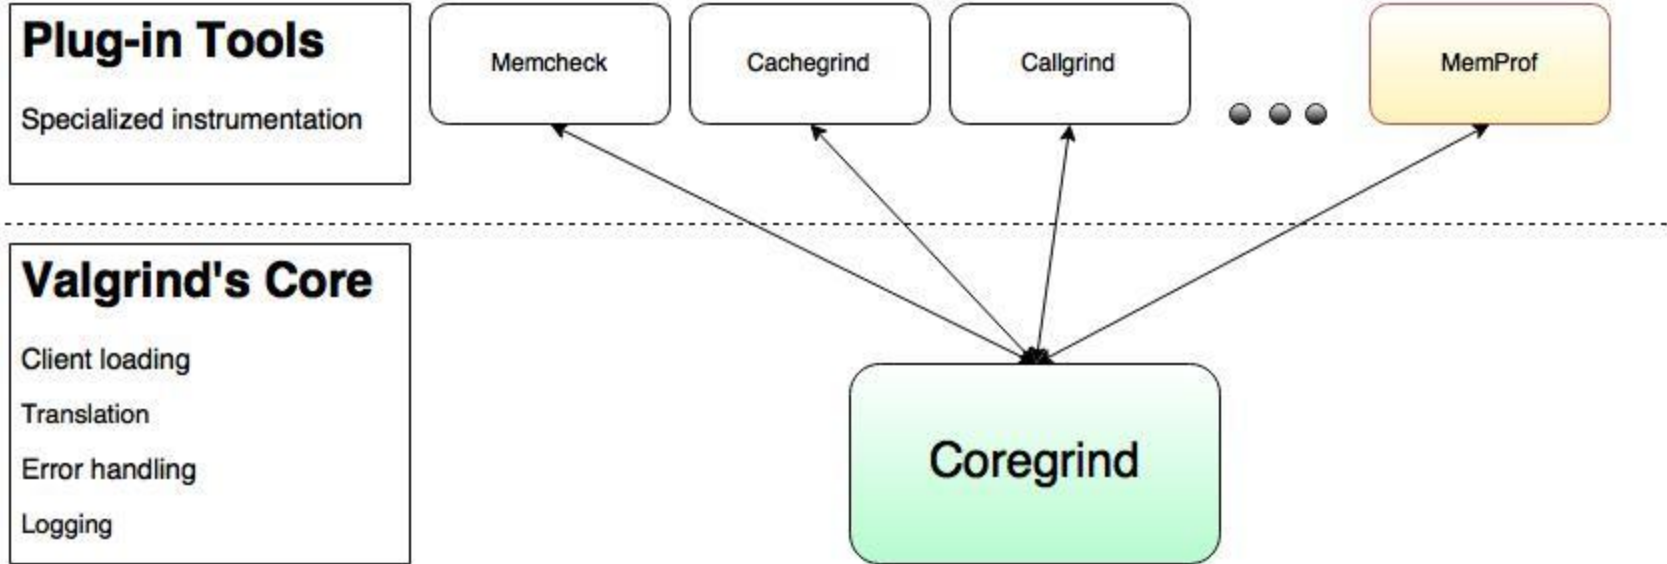 Plug-in Tools
Specialized instrumentation
Memcheck
Cachegrind
Callgrind
MemProf
Valgrind's Core
Client loading
Translation
Error handling
Logging
Coregrind